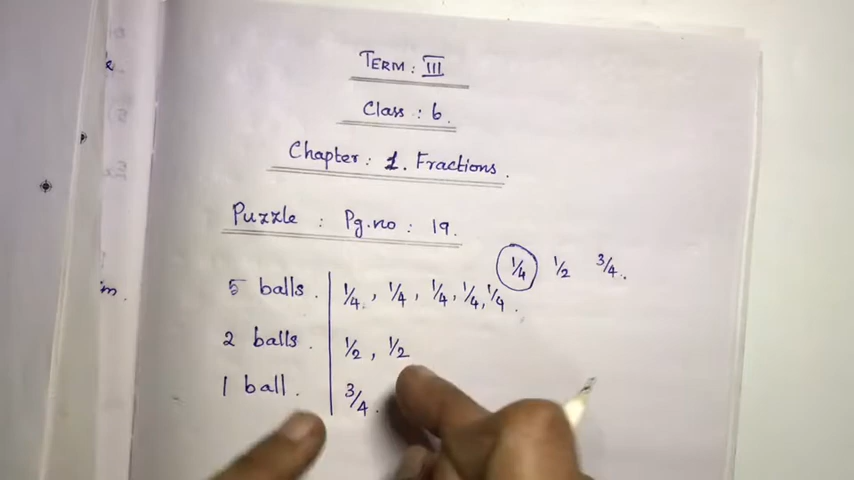 TERM : III
Class : 6.
Chapter : 1. Fractions.
Puzzle : Pg.no : 19.
1/4 1/2 3/4.
5 balls. 1/4, 1/4, 1/4, 1/4, 1/4.
2 balls. 1/2, 1/2
1 ball. 3/4.
m.